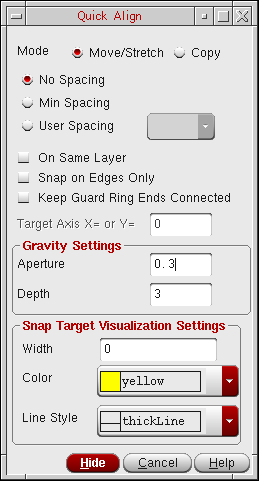 Quick Align
Mode Move/Stretch Copy
No Spacing
Min Spacing
User Spacing
On Same Layer
Snap on Edges Only
Keep Guard Ring Ends Connected
Target Axis X= or Y= 0
Gravity Settings
Aperture 0.3
Depth 3
Snap Target Visualization Settings
Width 0
Color yellow
Line Style thickLine
Hide Cancel Help